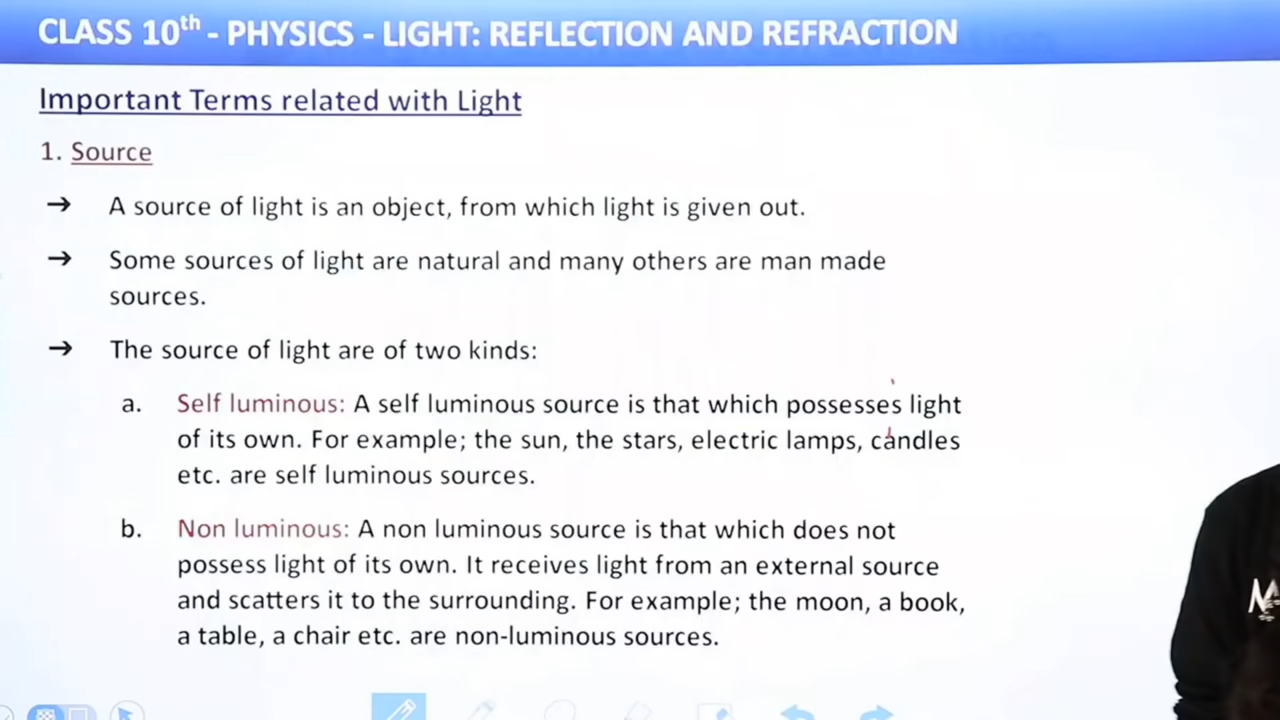 CLASS 10th - PHYSICS - LIGHT: REFLECTION AND REFRACTION
Important Terms related with Light
1. Source
→ A source of light is an object, from which light is given out.
→ Some sources of light are natural and many others are man made
sources.
→ The source of light are of two kinds:
a. Self luminous: A self luminous source is that which possesses light
of its own. For example; the sun, the stars, electric lamps, candles
etc. are self luminous sources.
b. Non luminous: A non luminous source is that which does not
possess light of its own. It receives light from an external source
and scatters it to the surrounding. For example; the moon, a book,
a table, a chair etc. are non-luminous sources.